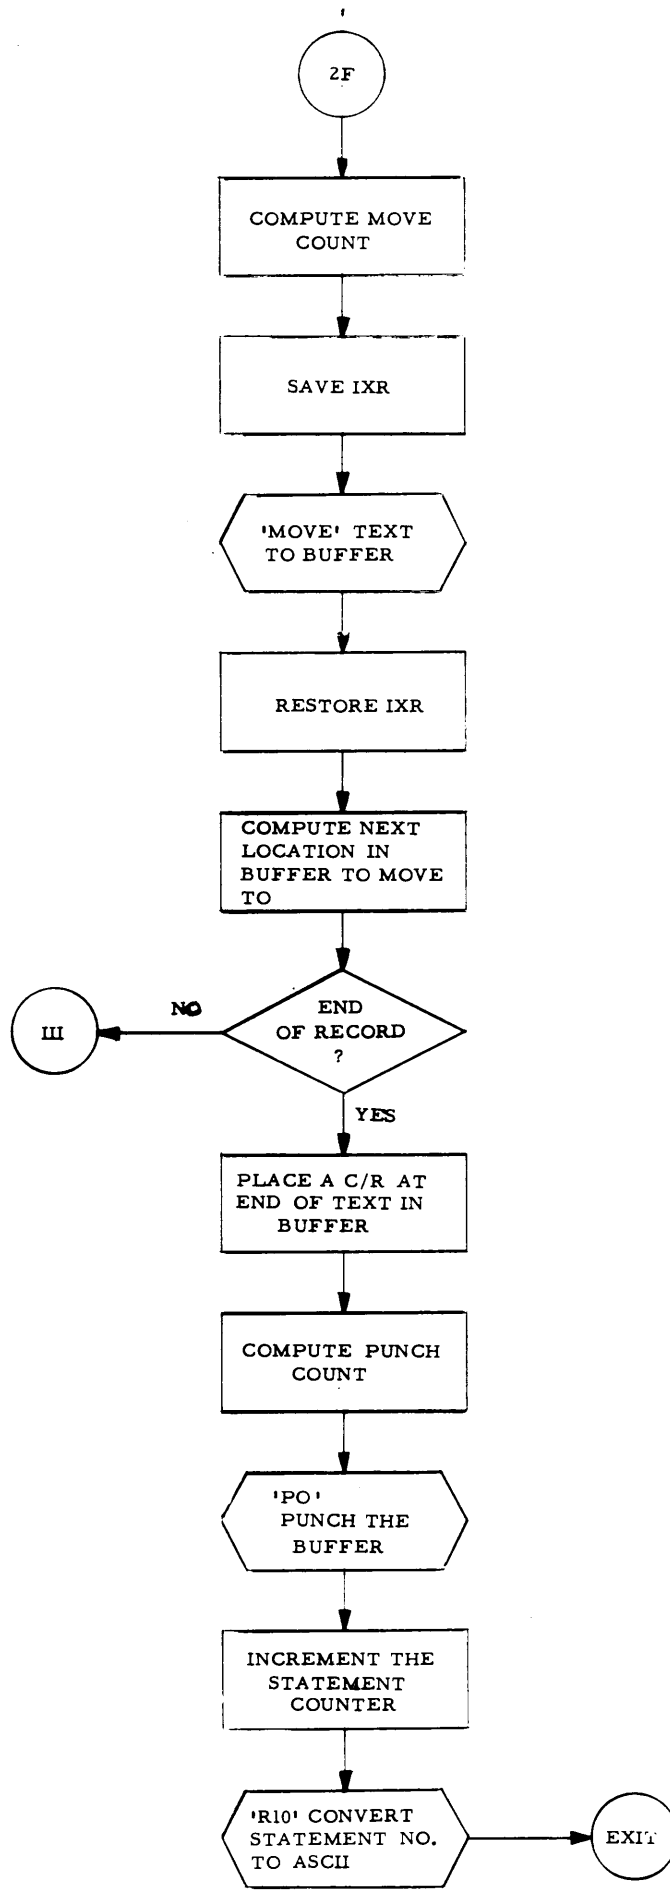 2F
COMPUTE MOVE
COUNT
SAVE IXR
'MOVE' TEXT
TO BUFFER
RESTORE IXR
COMPUTE NEXT
LOCATION IN
BUFFER TO MOVE
TO
END
OF RECORD
?
NO
III
YES
PLACE A C/R AT
END OF TEXT IN
BUFFER
COMPUTE PUNCH
COUNT
'PO'
PUNCH THE
BUFFER
INCREMENT THE
STATEMENT
COUNTER
'R10' CONVERT
STATEMENT NO.
TO ASCII
EXIT